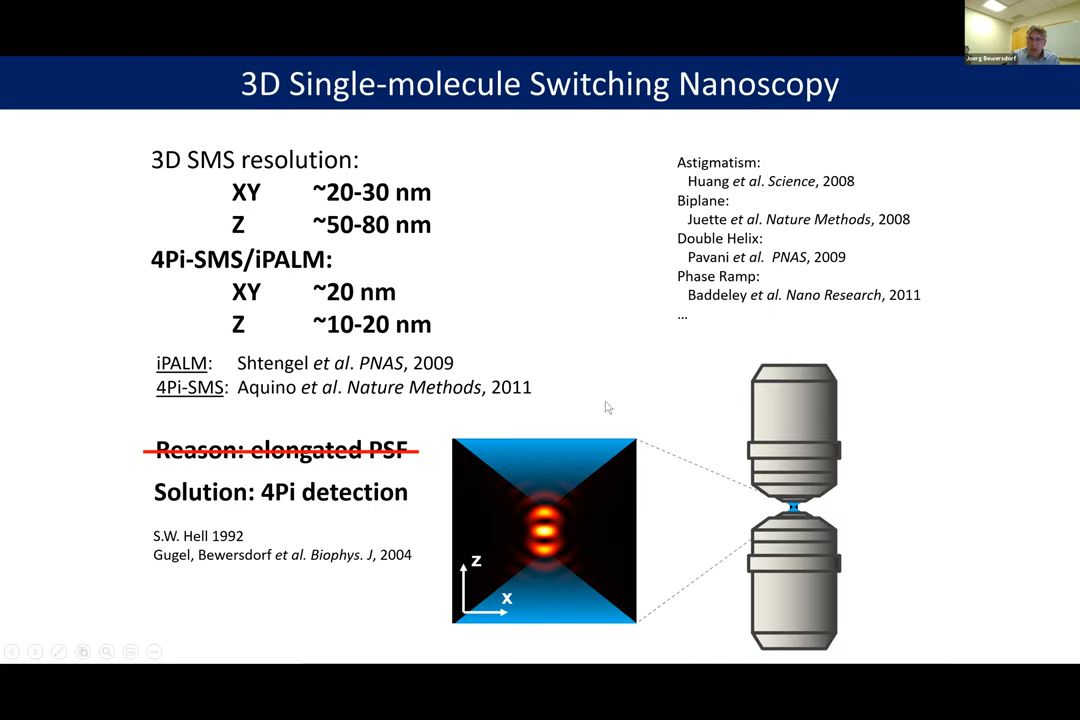 Joerg Bewersdorf
3D Single-molecule Switching Nanoscopy
3D SMS resolution:
XY ~20-30 nm
Z ~50-80 nm
4Pi-SMS/iPALM:
XY ~20 nm
Z ~10-20 nm
iPALM: Shtengel et al. PNAS, 2009
4Pi-SMS: Aquino et al. Nature Methods, 2011
Reason: elongated PSF
Solution: 4Pi detection
S.W. Hell 1992
Gugel, Bewersdorf et al. Biophys. J, 2004
Astigmatism:
Huang et al. Science, 2008
Biplane:
Juette et al. Nature Methods, 2008
Double Helix:
Pavani et al. PNAS, 2009
Phase Ramp:
Baddeley et al. Nano Research, 2011
...
z
x